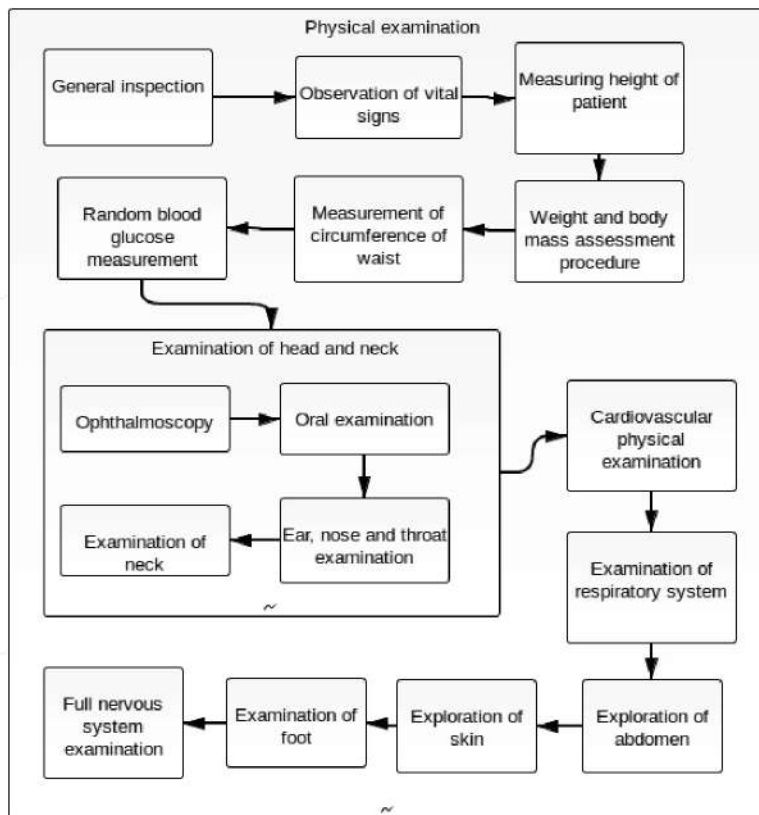 Physical examination
General inspection
Observation of vital
signs
Measuring height of
patient
Random blood
glucose
measurement
Measurement of
circumference of
waist
Weight and body
mass assessment
procedure
Examination of head and neck
Ophthalmoscopy
Oral examination
Ear, nose and throat
examination
Examination of
neck
~
Cardiovascular
physical
examination
Examination of
respiratory system
Full nervous
system
examination
Examination of
foot
Exploration of
skin
Exploration of
abdomen
~